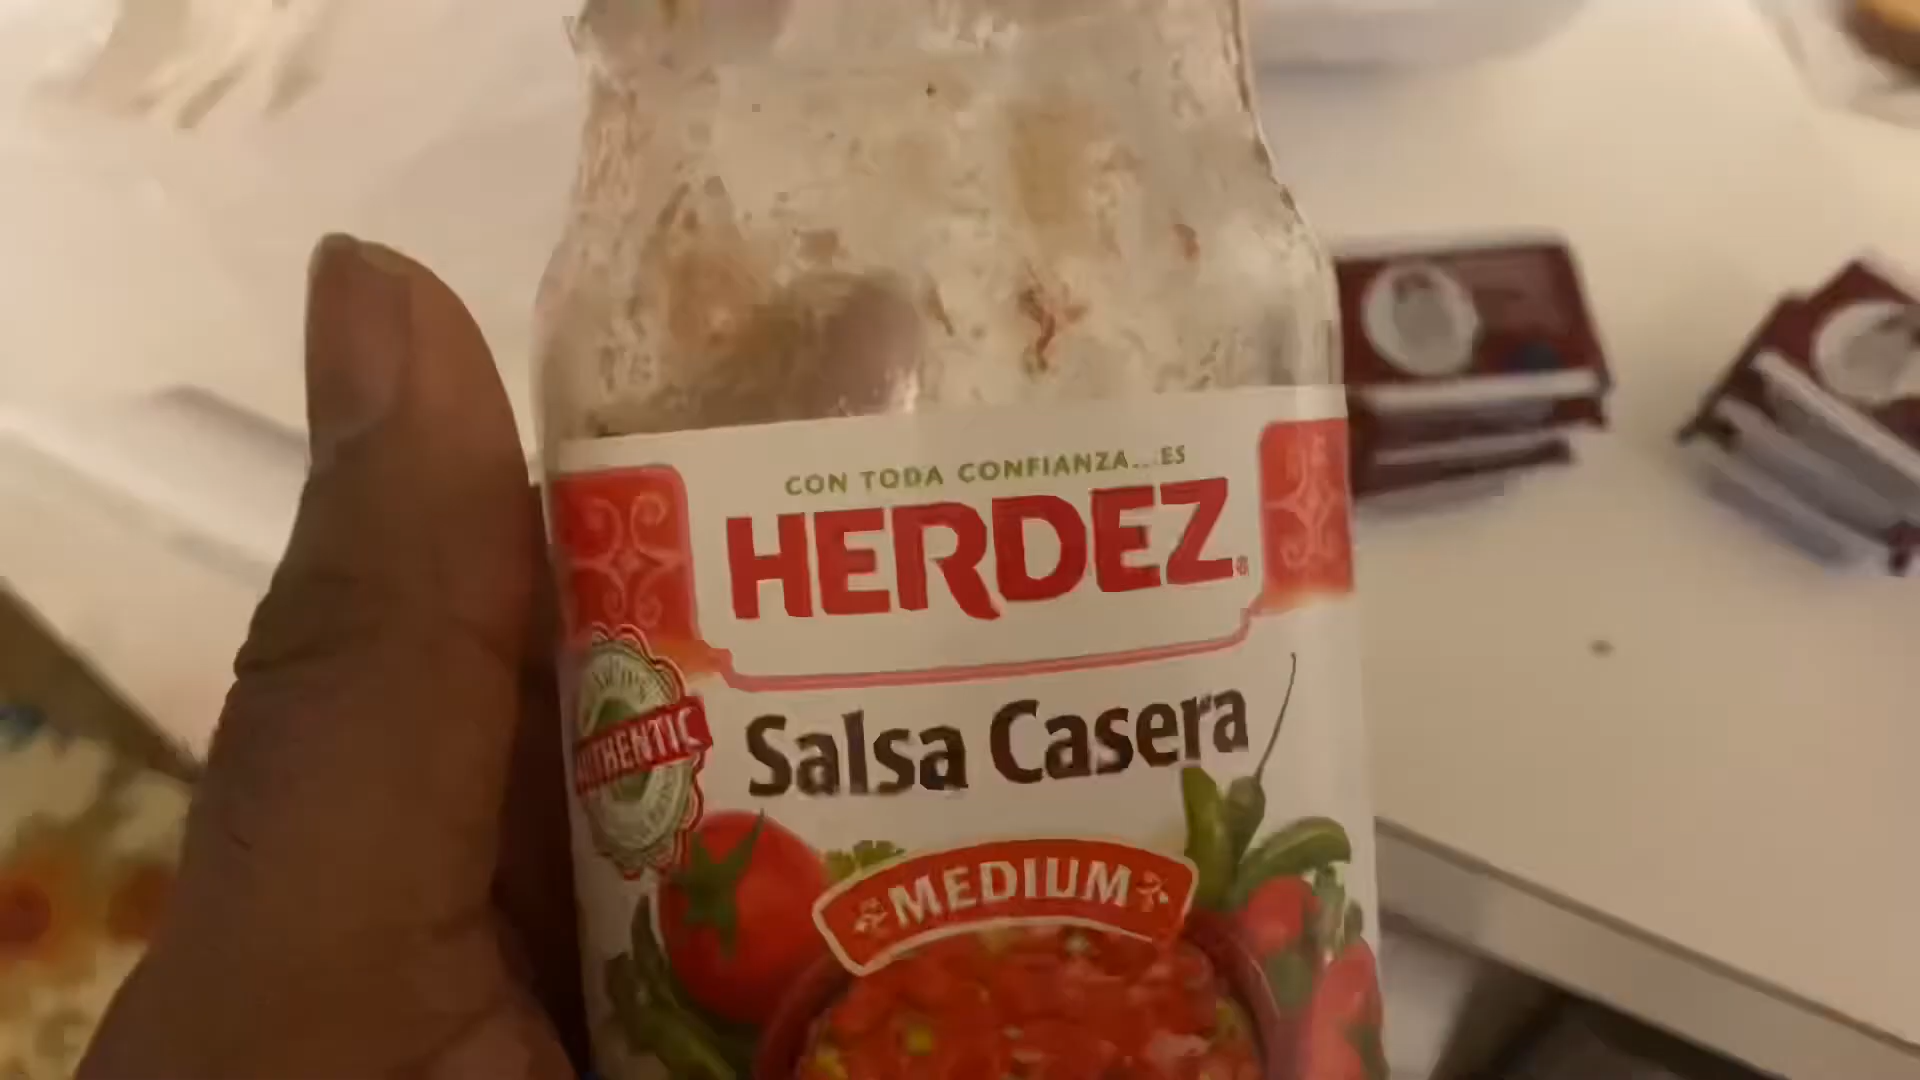 CON TODA CONFIANZA... ES
HERDEZ®
Salsa Casera
AUTHENTIC
MEDIUM